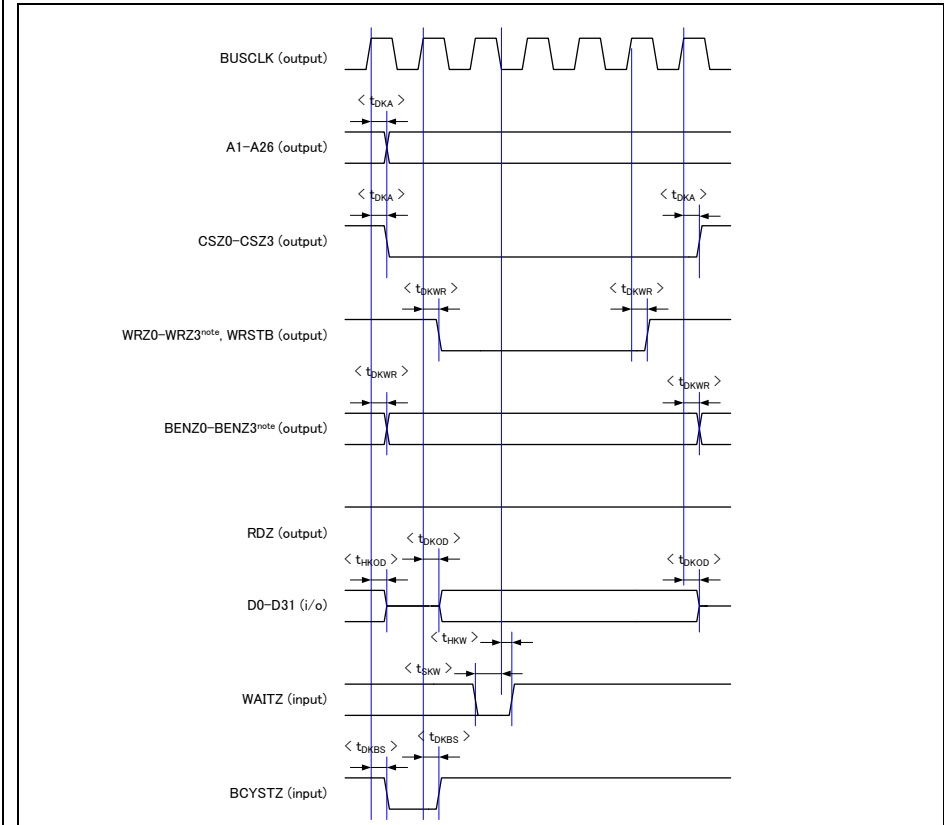 BUSCLK (output)
< tDKA >
A1-A26 (output)
< tDKA > < tDKA >
CSZ0-CSZ3 (output)
< tDKWR > < tDKWR >
WRZ0-WRZ3note, WRSTB (output)
< tDKWR > < tDKWR >
BENZ0-BENZ3note (output)
RDZ (output)
< tHKOD > < tDKOD > < tDKOD >
D0-D31 (i/o)
< tHKW >
< tSKW >
WAITZ (input)
< tDKBS > < tDKBS >
BCYSTZ (input)